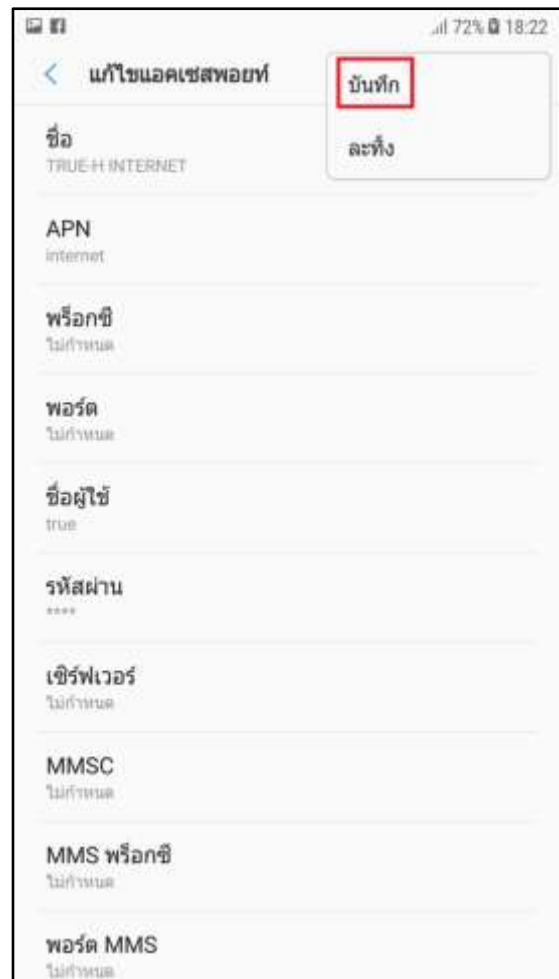 72% 18:22
แก้ไขแอคเซสพอยท์
บันทึก
ละทิ้ง
ชื่อ
TRUE-H INTERNET
APN
internet
พร็อกซี
ไม่กำหนด
พอร์ต
ไม่กำหนด
ชื่อผู้ใช้
true
รหัสผ่าน
****
เซิร์ฟเวอร์
ไม่กำหนด
MMSC
ไม่กำหนด
MMS พร็อกซี
ไม่กำหนด
พอร์ต MMS
ไม่กำหนด